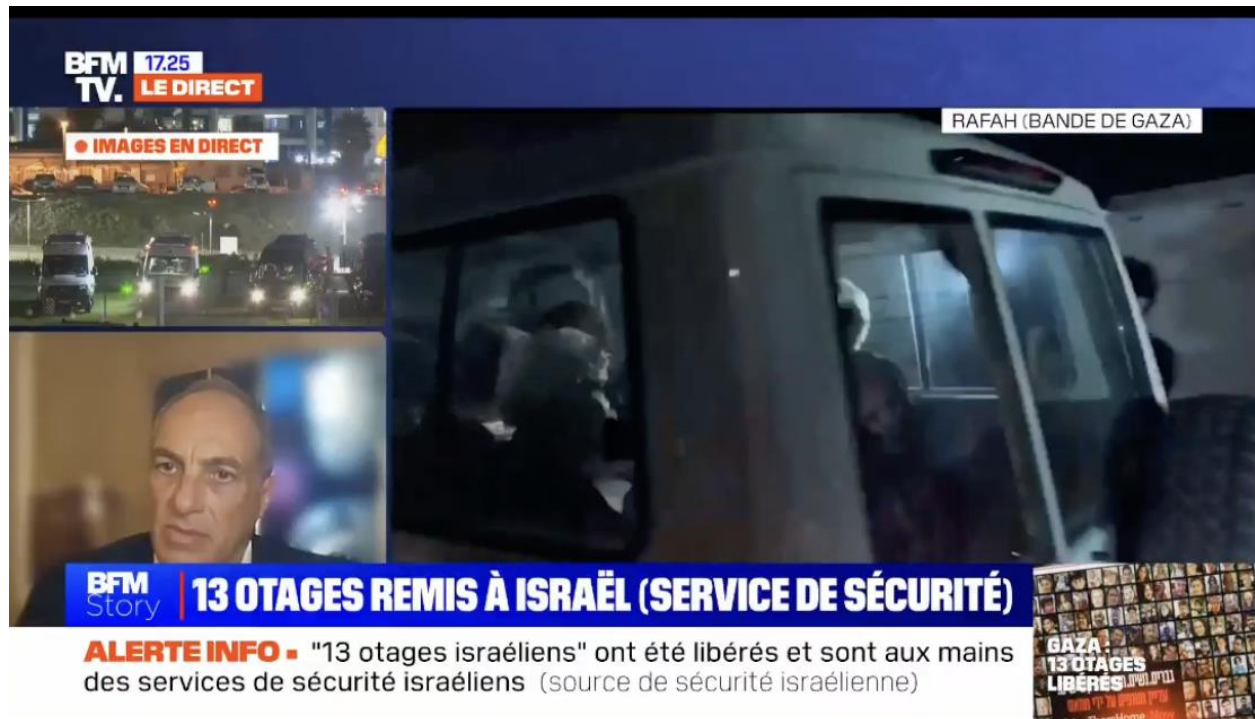 BFM
TV.
17.25
LE DIRECT
IMAGES EN DIRECT
RAFAH (BANDE DE GAZA)
BFM
Story
13 OTAGES REMIS À ISRAËL (SERVICE DE SÉCURITÉ)
ALERTE INFO "13 otages israéliens" ont été libérés et sont aux mains
des services de sécurité israéliens (source de sécurité israélienne)
GAZA :
13 OTAGES
LIBÉRÉS